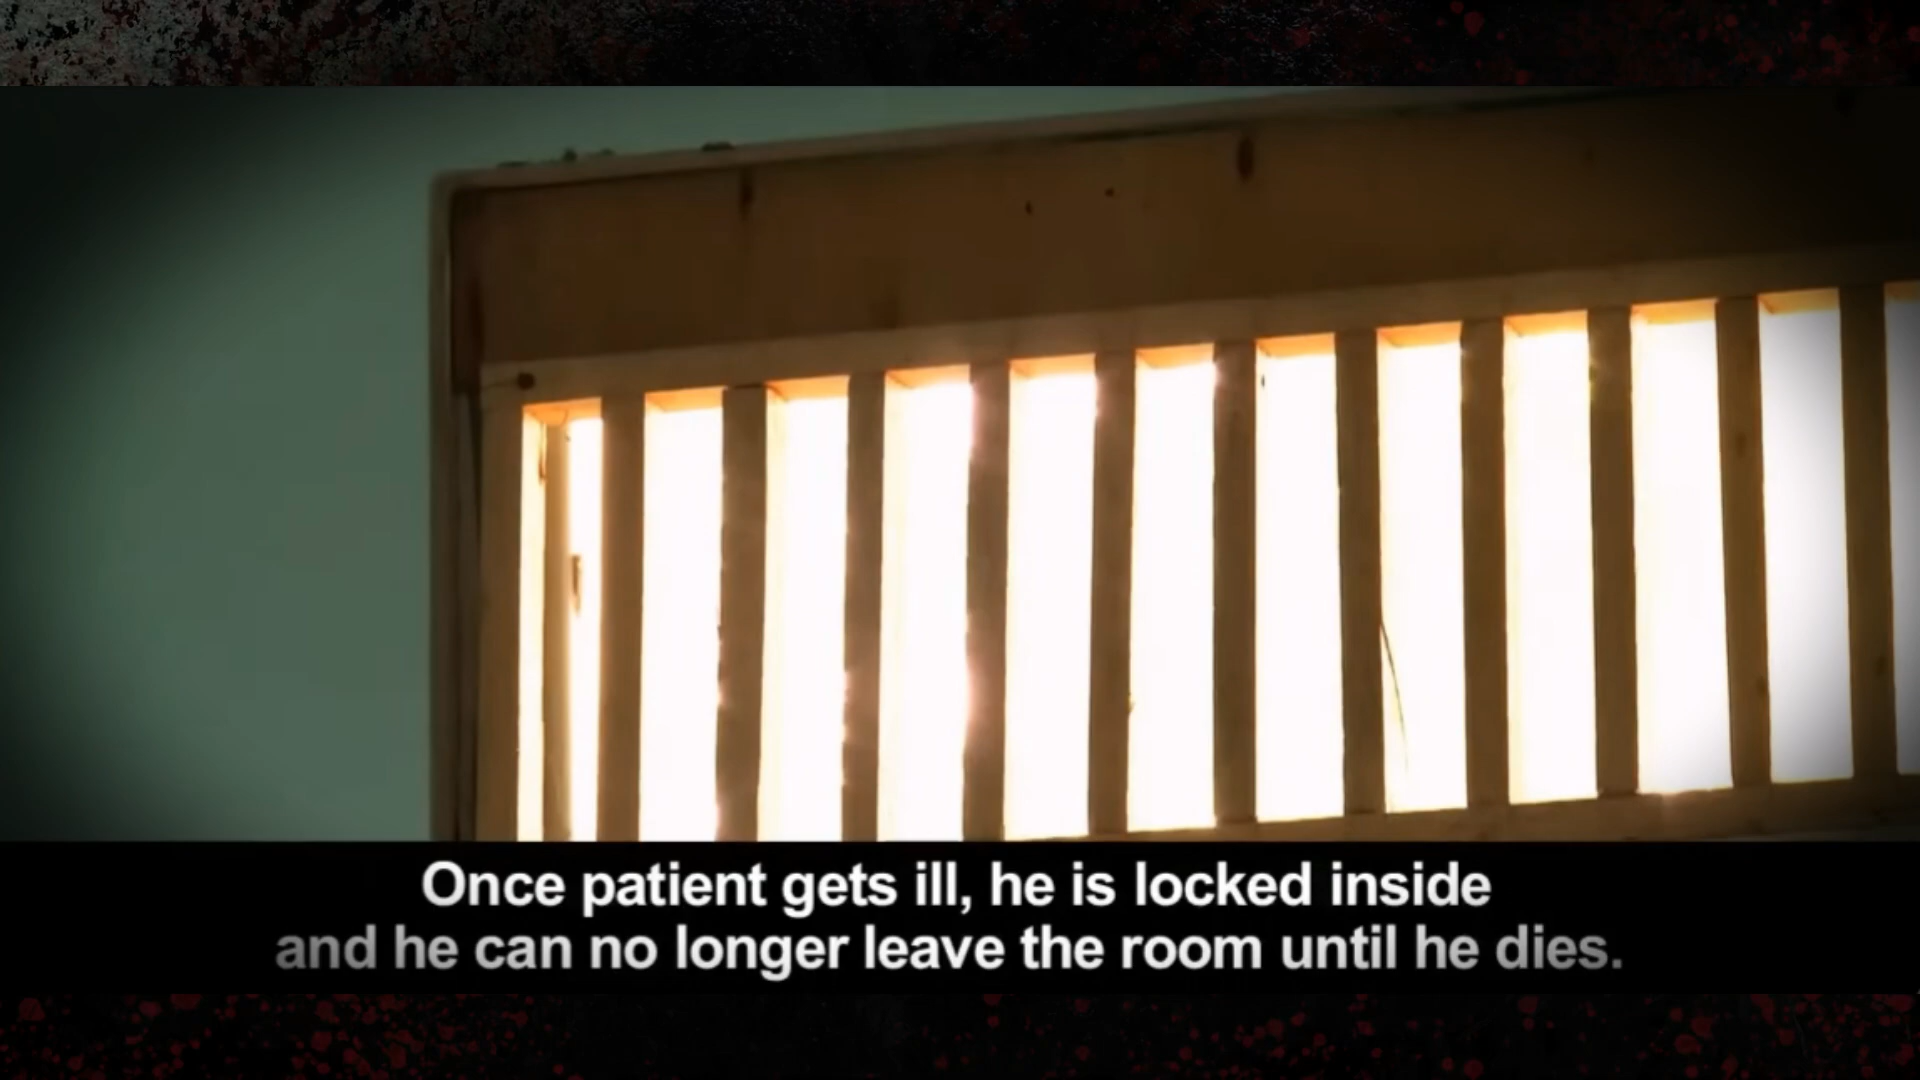 Once patient gets ill, he is locked inside
and he can no longer leave the room until he dies.